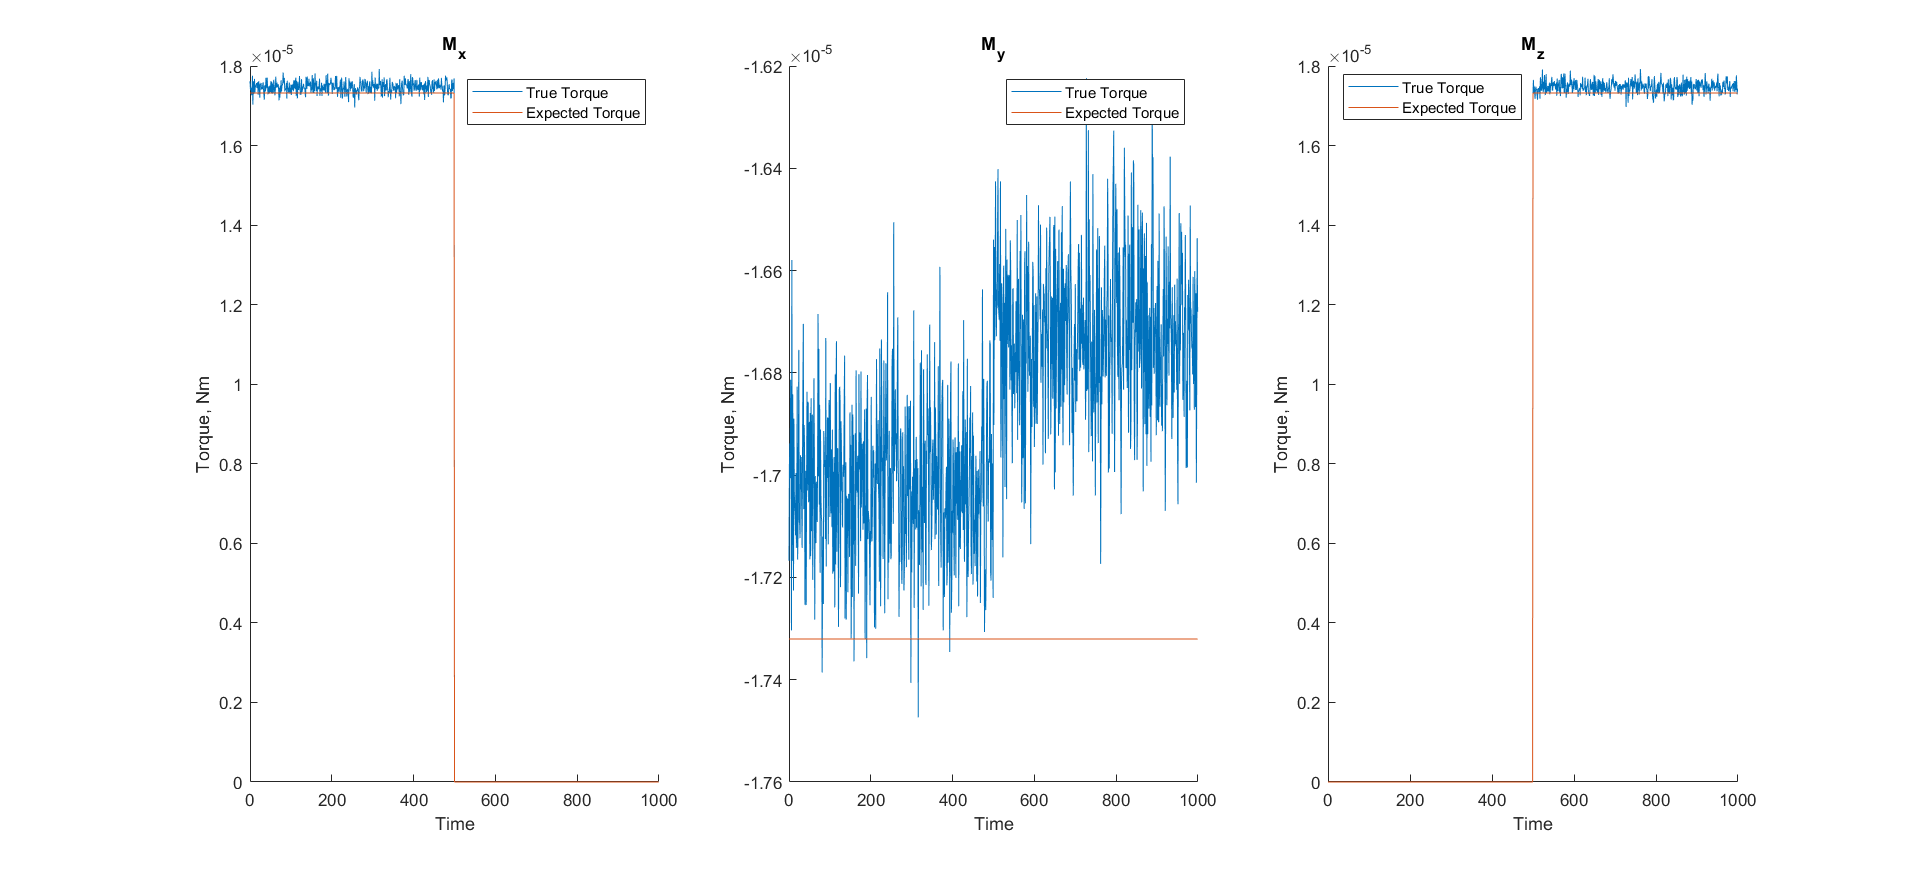 M_x
×10^-5
1.8
1.6
1.4
1.2
1
0.8
0.6
0.4
0.2
0
Torque, Nm
True Torque
Expected Torque
0 200 400 600 800 1000
Time
M_y
×10^-5
-1.62
-1.64
-1.66
-1.68
-1.7
-1.72
-1.74
-1.76
Torque, Nm
True Torque
Expected Torque
0 200 400 600 800 1000
Time
M_z
×10^-5
1.8
1.6
1.4
1.2
1
0.8
0.6
0.4
0.2
0
Torque, Nm
True Torque
Expected Torque
0 200 400 600 800 1000
Time